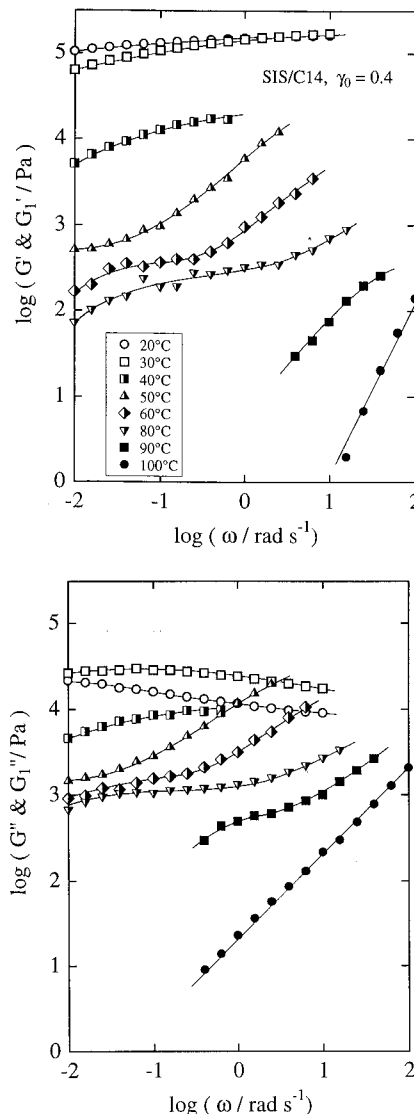 5
4
3
2
1
0
log ( G' & G₁' / Pa)
SIS/C14, γ₀ = 0.4
20°C
30°C
40°C
50°C
60°C
80°C
90°C
100°C
-2 -1 0 1 2
log ( ω / rad s⁻¹)
5
4
3
2
1
0
log ( G" & G₁"/ Pa)
-2 -1 0 1 2
log ( ω / rad s⁻¹)